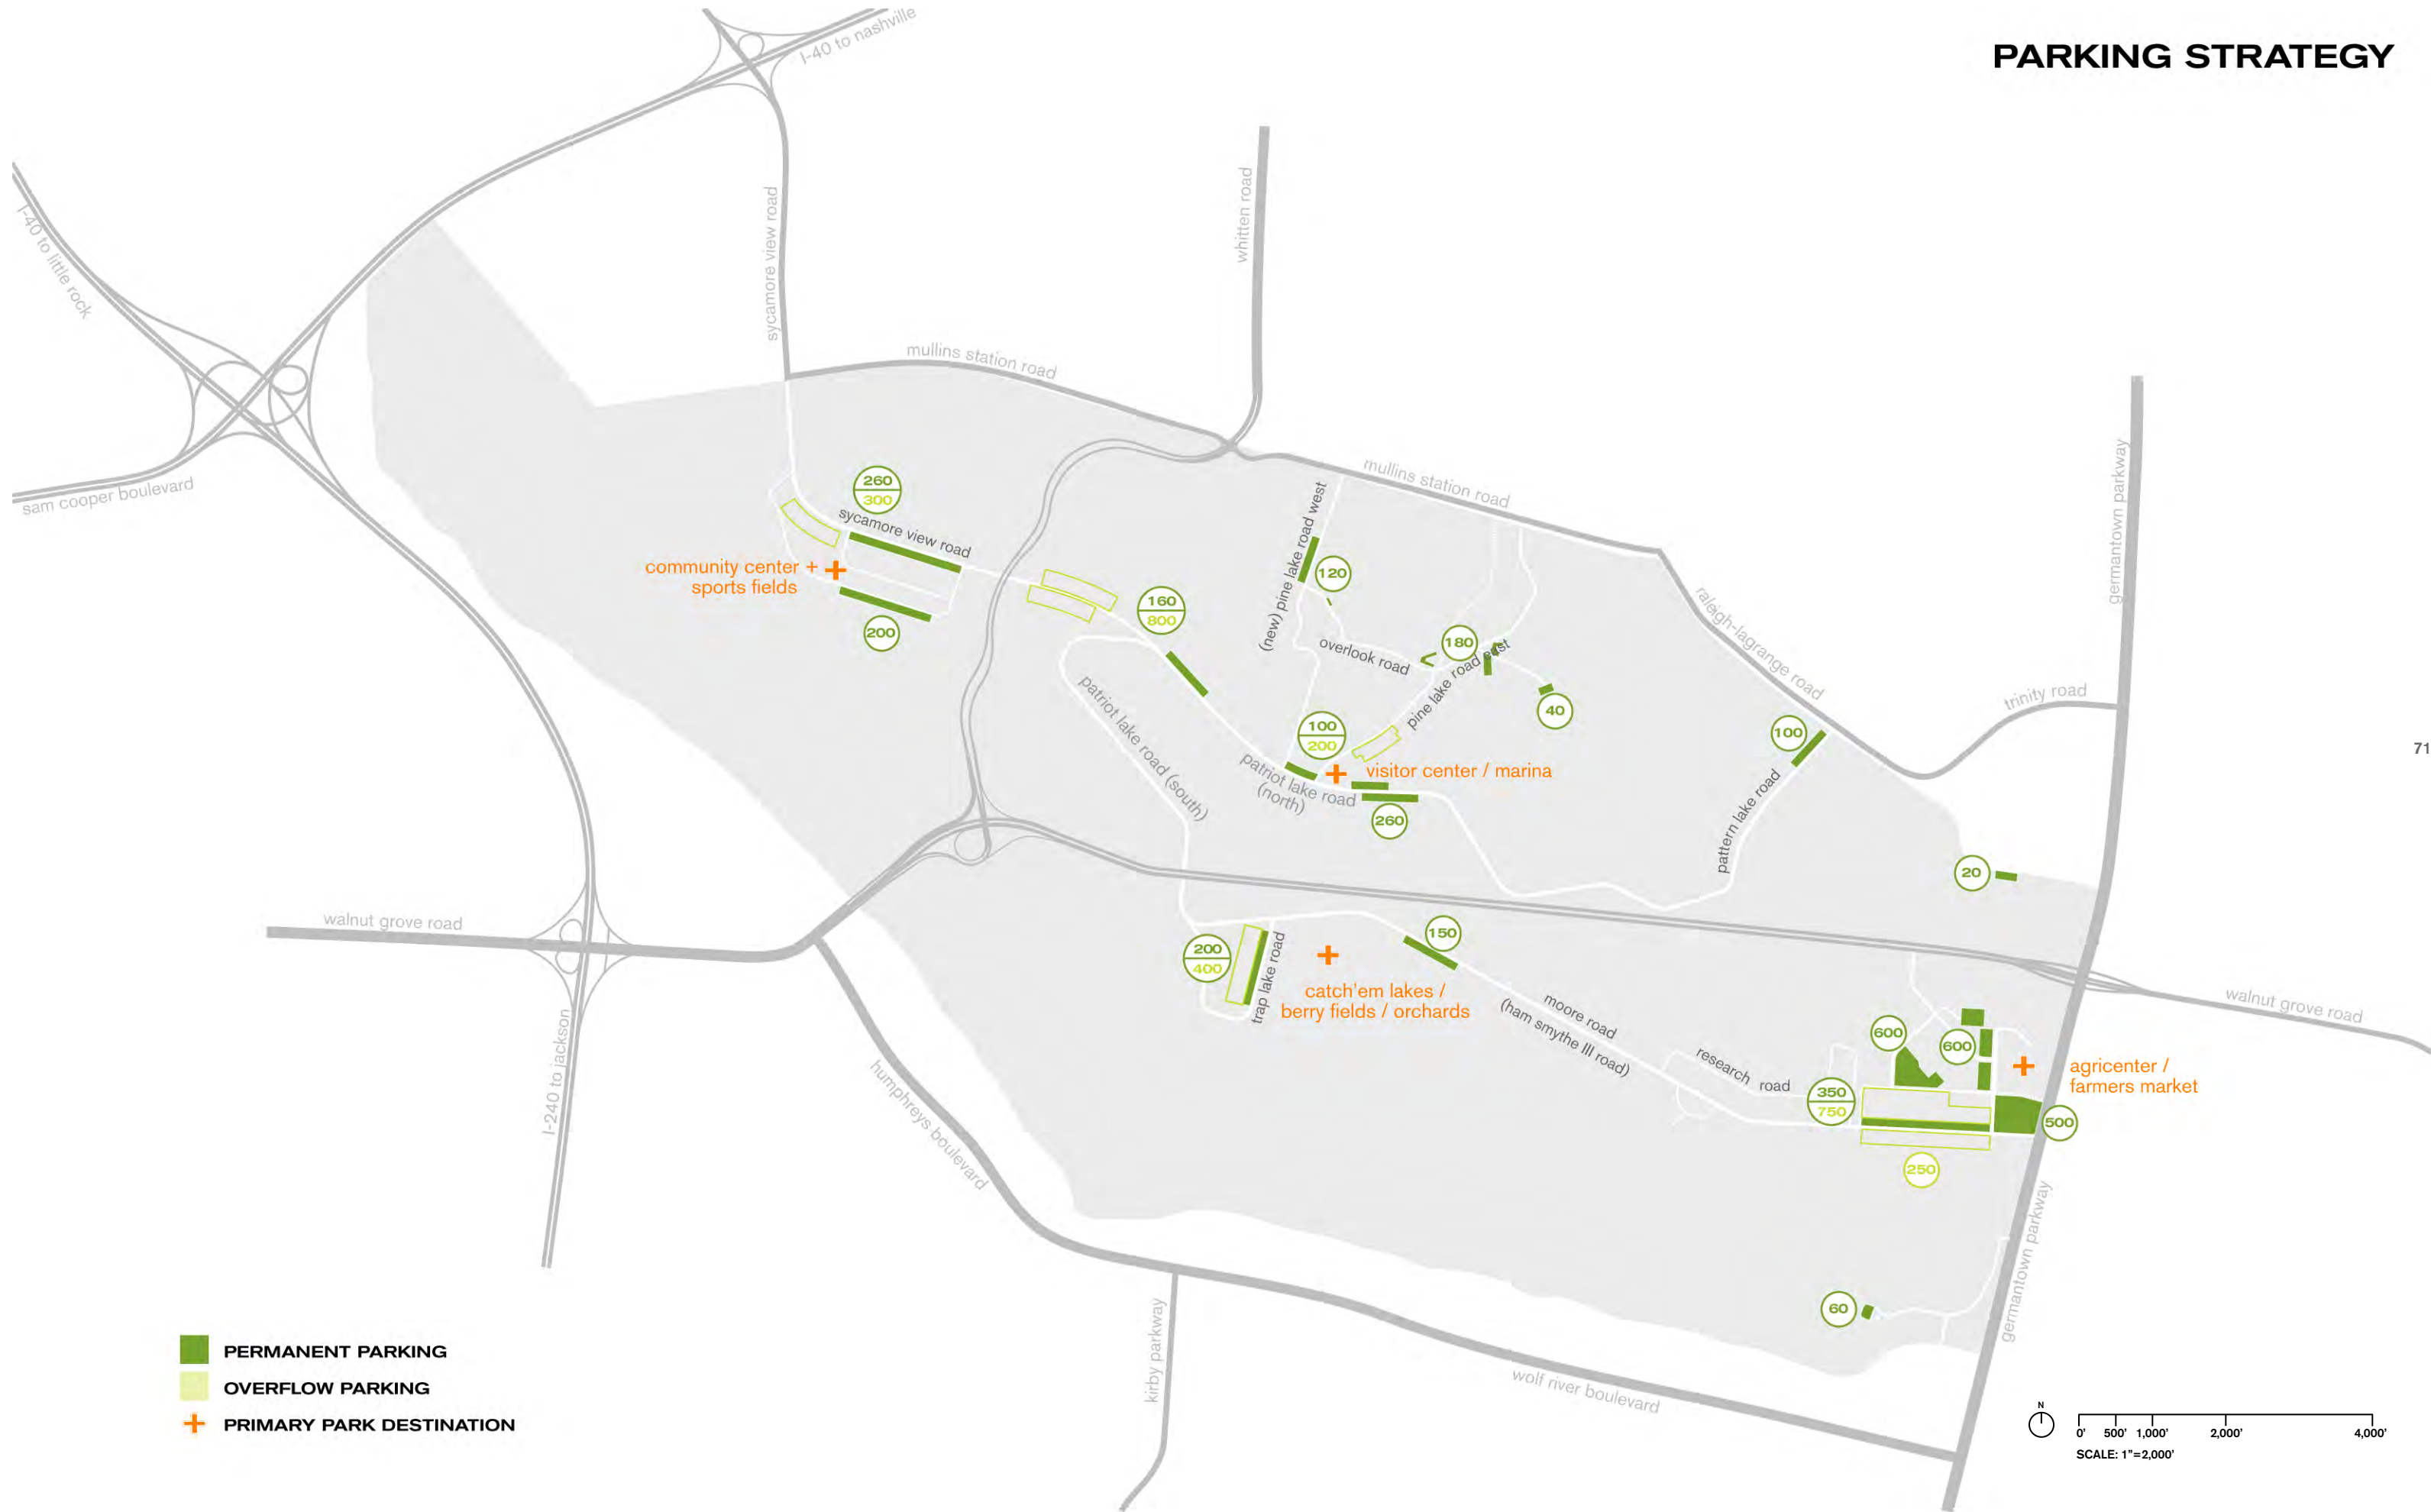 PARKING STRATEGY
I-40 to nashville
I-40 to little rock
sycamore view road
whitten road
mullins station road
sam cooper boulevard
mullins station road
germantown parkway
260
300
sycamore view road
community center +
sports fields
200
160
800
(new) pine lake road west
120
overlook road
180
pine lake road east
40
raleigh-lagrange road
trinity road
71
patriot lake road (south)
100
200
visitor center / marina
patriot lake road
(north)
260
100
pattern lake road
20
walnut grove road
200
400
trap lake road
150
catch'em lakes /
berry fields / orchards
moore road
(ham smythe III road)
research road
walnut grove road
600
600
agricenter /
farmers market
350
750
500
250
I-240 to jackson
humphreys boulevard
germantown parkway
60
kirby parkway
wolf river boulevard
PERMANENT PARKING
OVERFLOW PARKING
PRIMARY PARK DESTINATION
N
0' 500' 1,000' 2,000' 4,000'
SCALE: 1"=2,000'